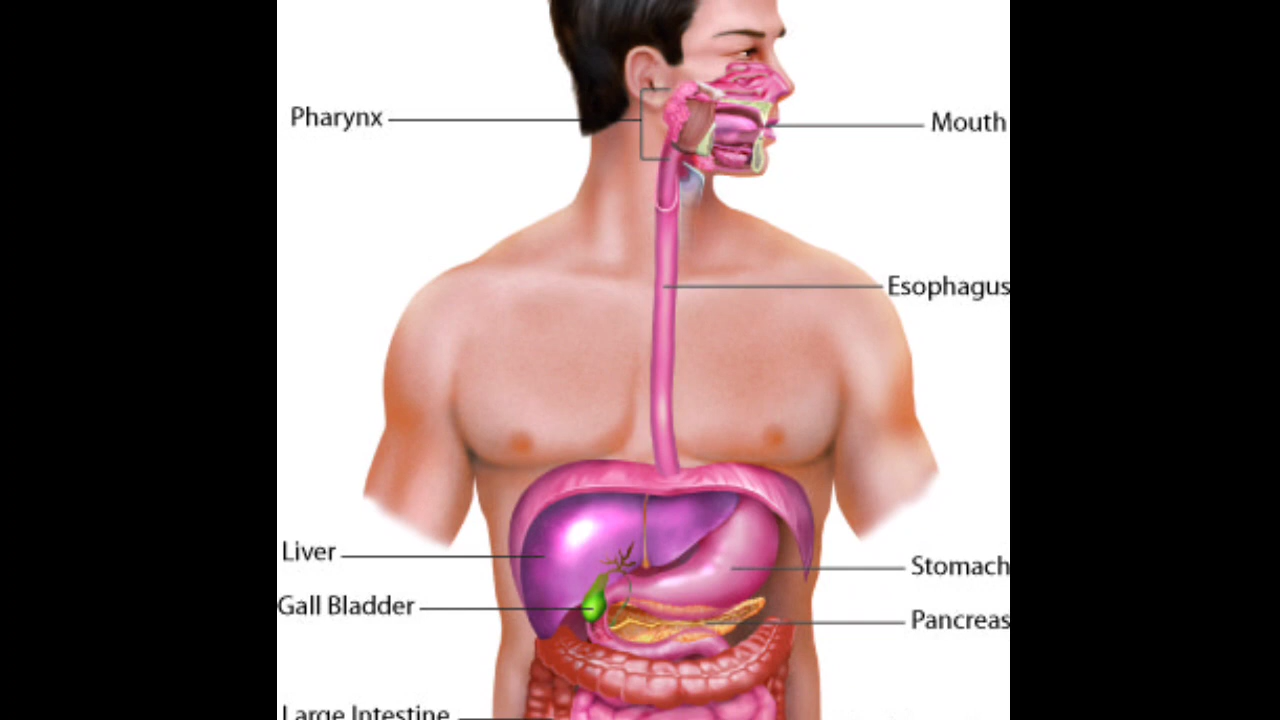 Pharynx
Mouth
Esophagus
Liver
Stomach
Gall Bladder
Pancreas
Large Intestine